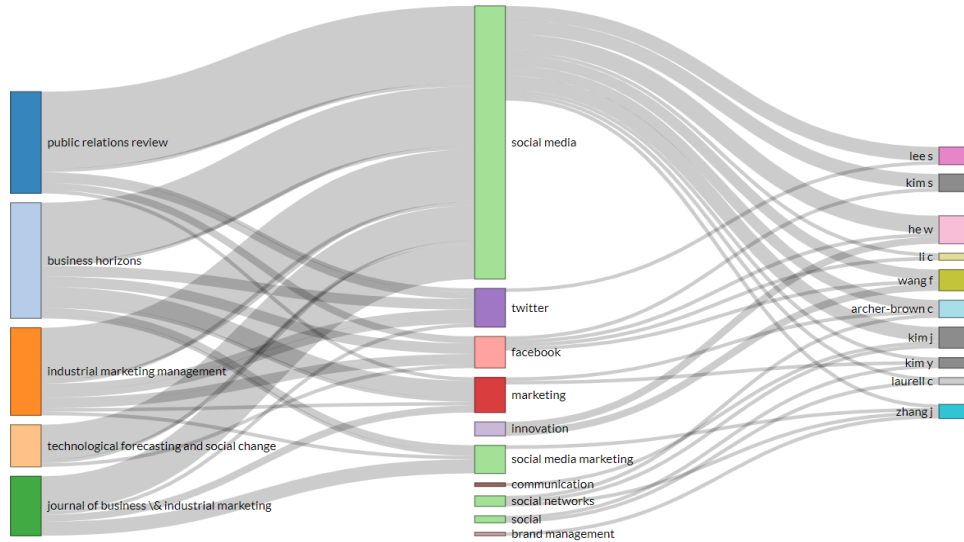 public relations review
business horizons
industrial marketing management
technological forecasting and social change
journal of business \& industrial marketing
social media
twitter
facebook
marketing
innovation
social media marketing
communication
social networks
social
brand management
lee s
kim s
he w
li c
wang f
archer-brown c
kim j
kim y
laurell c
zhang j